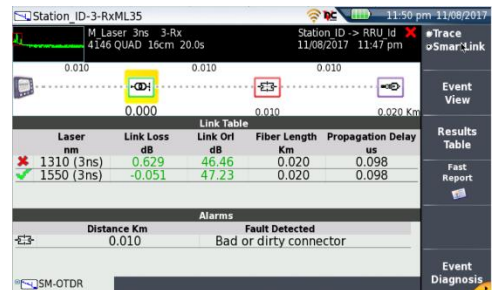 Station_ID-3-RxML35
11:50 pm 11/08/2017
M_Laser 3ns 3-Rx
Station_ID -> RRU_Id
4146 QUAD 16cm 20.0s
11/08/2017 11:47 pm
Trace
SmartLink
0.010 0.010 0.010
0.000 0.010 0.020 Km
Event View
Link Table
Laser nm Link Loss dB Link Orl dB Fiber Length Km Propagation Delay us
1310 (3ns) 0.629 46.46 0.020 0.098
1550 (3ns) -0.051 47.23 0.020 0.098
Results Table
Fast Report
Alarms
Distance Km Fault Detected
0.010 Bad or dirty connector
SM-OTDR
Event Diagnosis